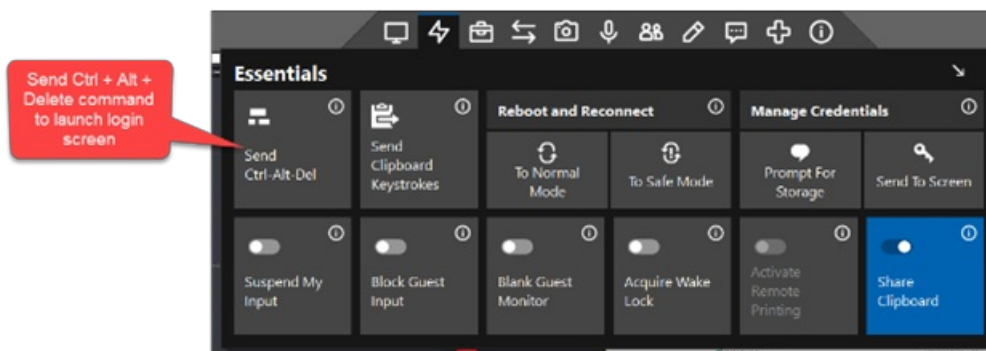 Send Ctrl + Alt +
Delete command
to launch login
screen
Essentials
Send
Ctrl-Alt-Del
Send
Clipboard
Keystrokes
Reboot and Reconnect
To Normal
Mode
To Safe Mode
Manage Credentials
Prompt For
Storage
Send To Screen
Suspend My
Input
Block Guest
Input
Blank Guest
Monitor
Acquire Wake
Lock
Activate
Remote
Printing
Share
Clipboard